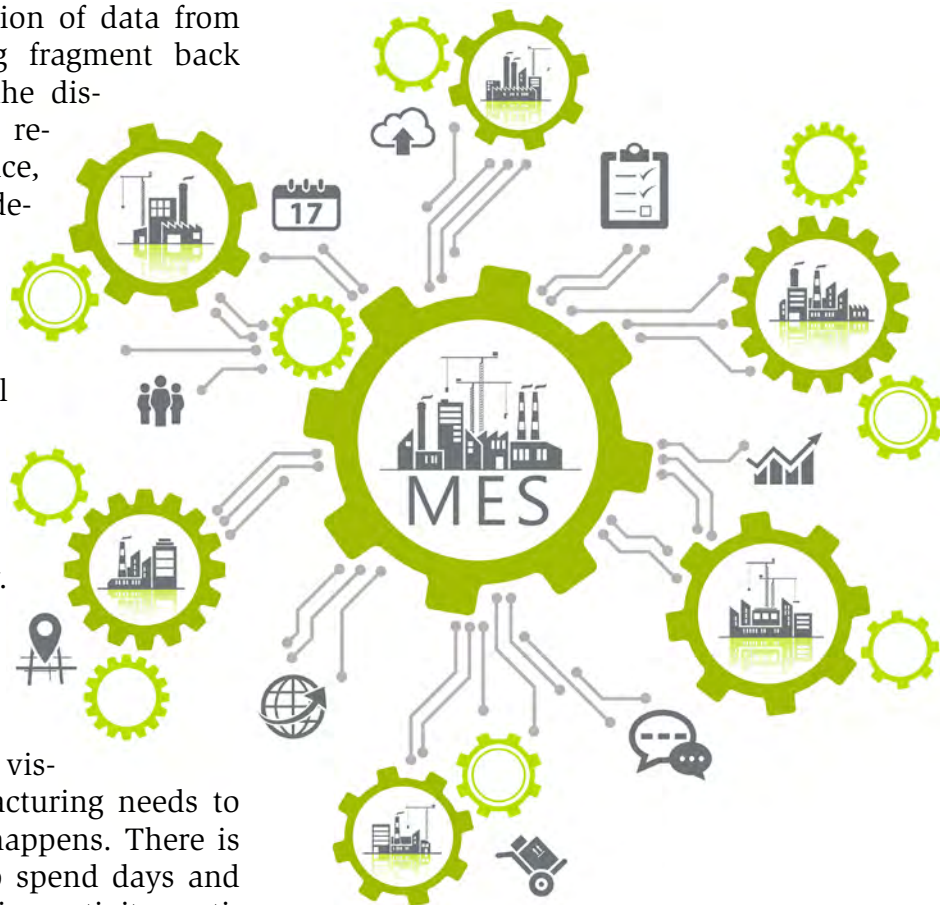 ion of data from
fragment back
he dis-
re-
ce,
de-
17
l
MES
.
vis-
cturing needs to
happens. There is
spend days and